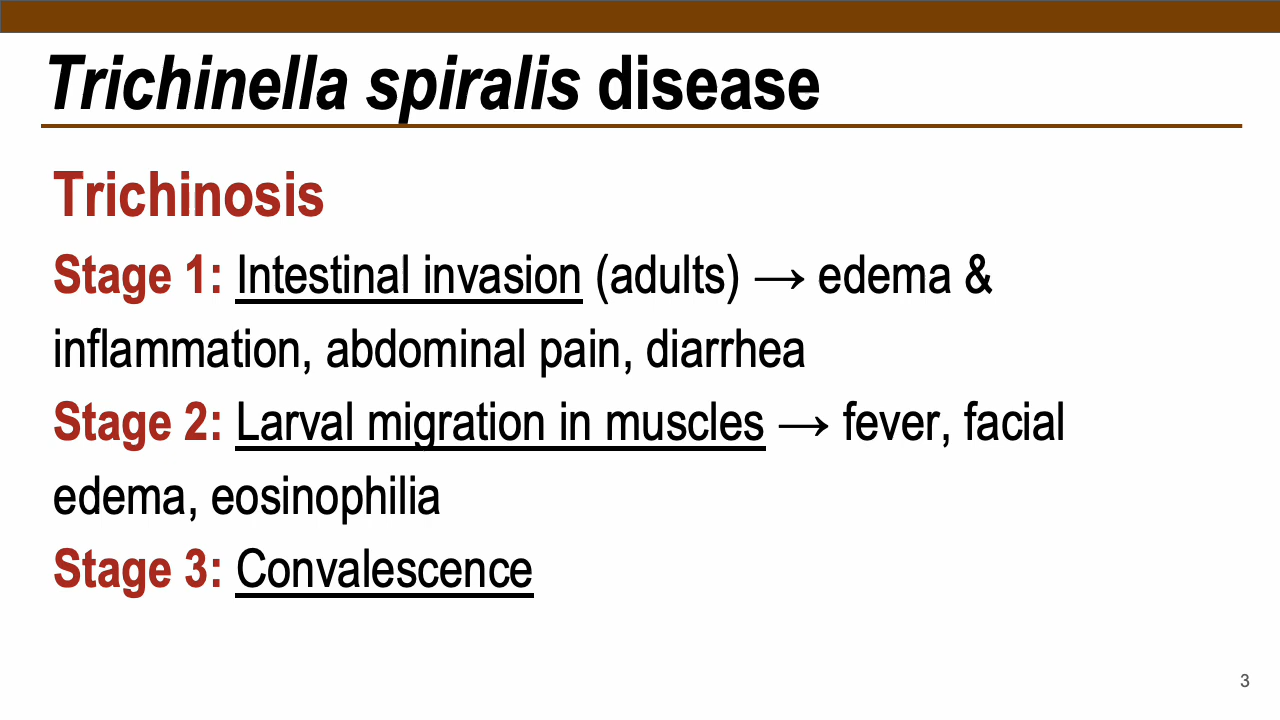 Trichinella spiralis disease
Trichinosis
Stage 1: Intestinal invasion (adults) → edema &
inflammation, abdominal pain, diarrhea
Stage 2: Larval migration in muscles → fever, facial
edema, eosinophilia
Stage 3: Convalescence
3